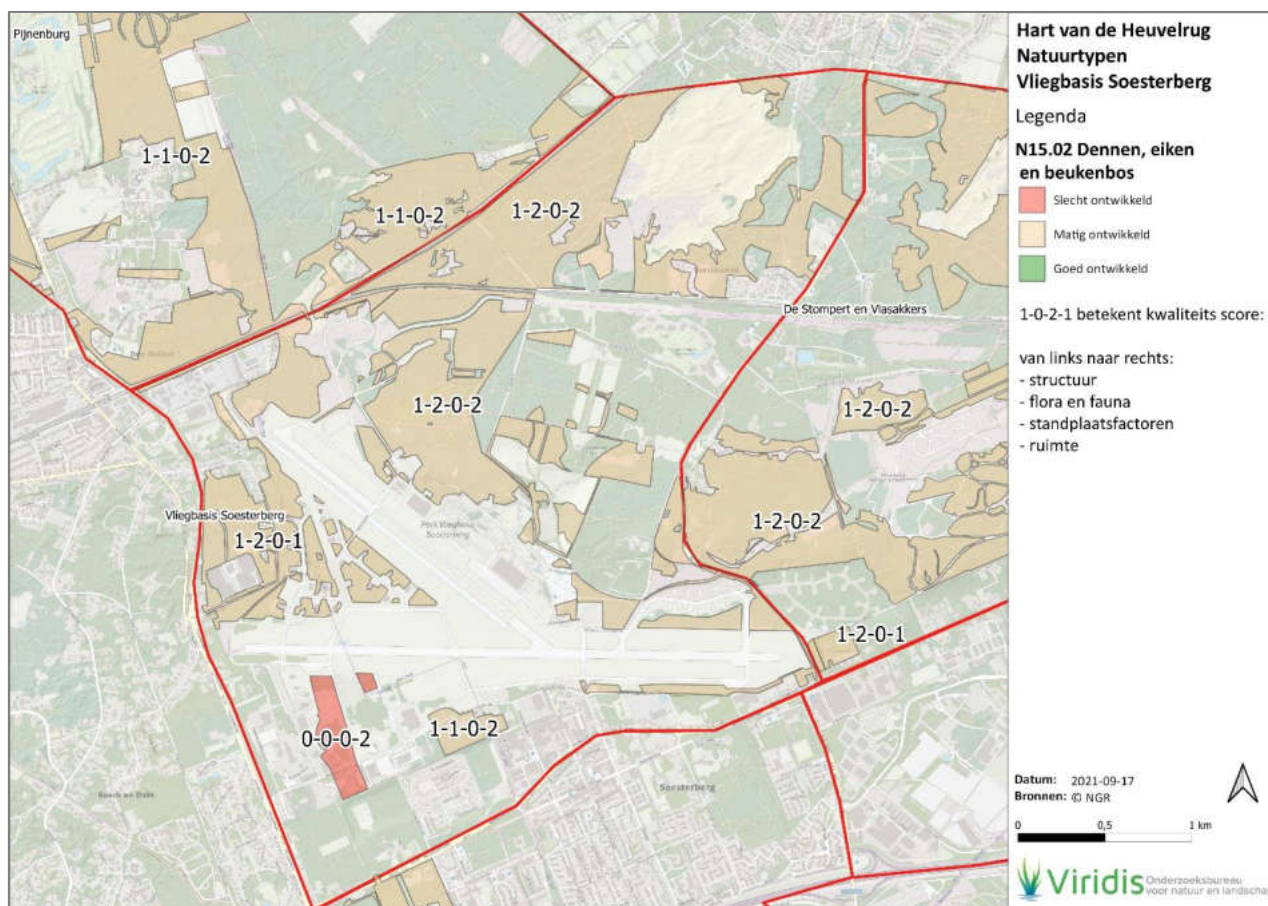 Pijnenburg
1-1-0-2
1-1-0-2
1-2-0-2
De Stompert en Vlasakkers
1-2-0-2
1-2-0-2
Vliegbasis Soesterberg
1-2-0-1
Park Vliegbasis
Soesterberg
1-2-0-2
1-2-0-1
0-0-0-2
1-1-0-2
Soesterberg
Hart van de Heuvelrug
Natuurtypen
Vliegbasis Soesterberg
Legenda
N15.02 Dennen, eiken
en beukenbos
Slecht ontwikkeld
Matig ontwikkeld
Goed ontwikkeld
1-0-2-1 betekent kwaliteits score:
van links naar rechts:
- structuur
- flora en fauna
- standplaatsfactoren
- ruimte
Datum: 2021-09-17
Bronnen: © NGR
0 0,5 1 km
Viridis Onderzoeksbureau
voor natuur en landschap